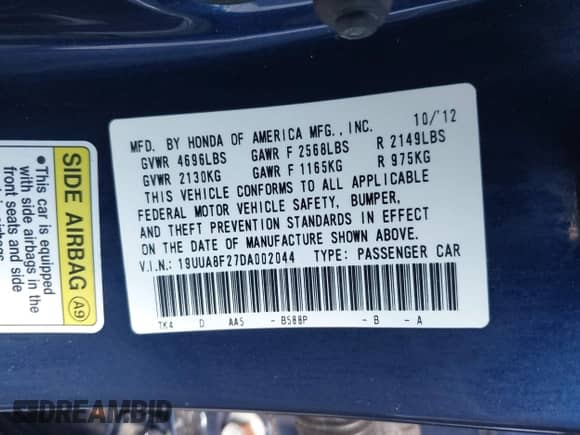 10/'12
MFD. BY HONDA OF AMERICA MFG., INC.
GVWR 4696LBS GAWR F 2568LBS R 2149LBS
GVWR 2130KG GAWR F 1165KG R 975KG
THIS VEHICLE CONFORMS TO ALL APPLICABLE
FEDERAL MOTOR VEHICLE SAFETY, BUMPER,
AND THEFT PREVENTION STANDARDS IN EFFECT
ON THE DATE OF MANUFACTURE SHOWN ABOVE.
V.I.N.: 19UUA8F27DA002044 TYPE: PASSENGER CAR
TK4 D AA5 - B588P - B - A
SIDE AIRBAG A9
• This car is equipped
with side airbags in the
front seats and side
DREAMBID